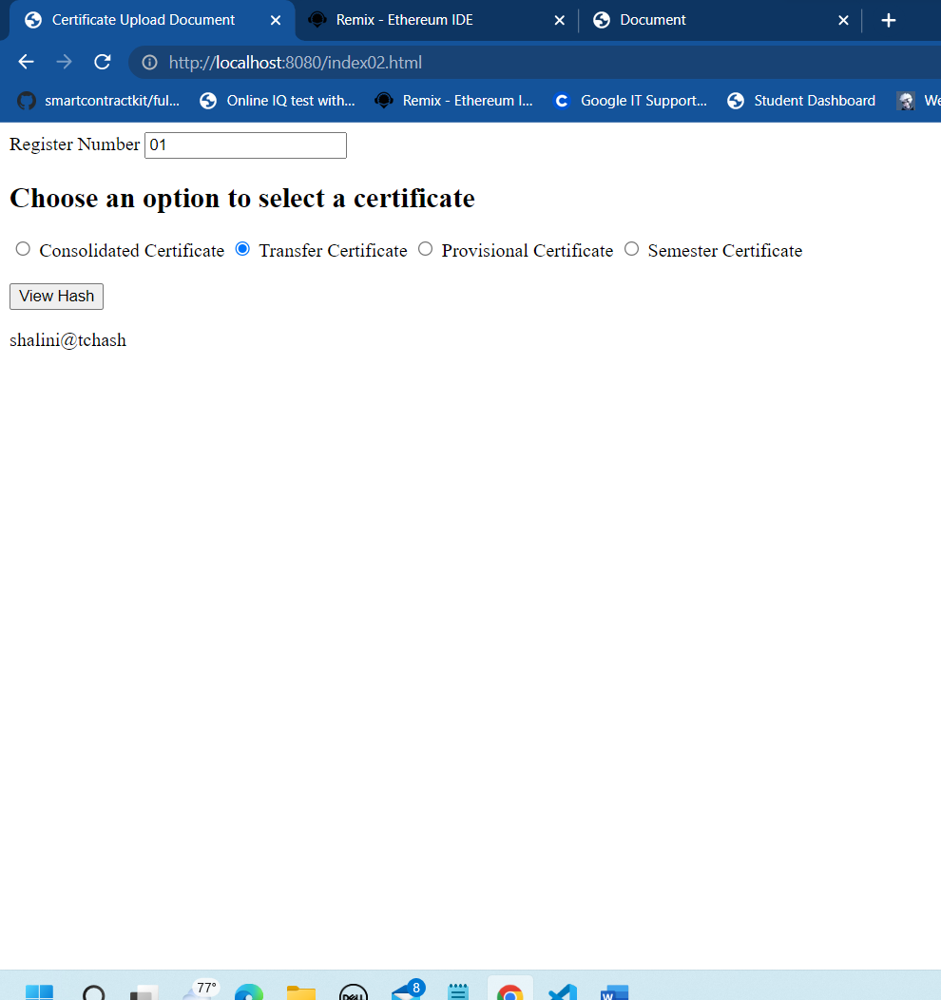 Certificate Upload Document
Remix - Ethereum IDE
Document
http://localhost:8080/index02.html
smartcontractkit/ful...
Online IQ test with...
Remix - Ethereum I...
Google IT Support...
Student Dashboard
We
Register Number 01
Choose an option to select a certificate
Consolidated Certificate Transfer Certificate Provisional Certificate Semester Certificate
View Hash
shalini@tchash
77°
8
DELL
W